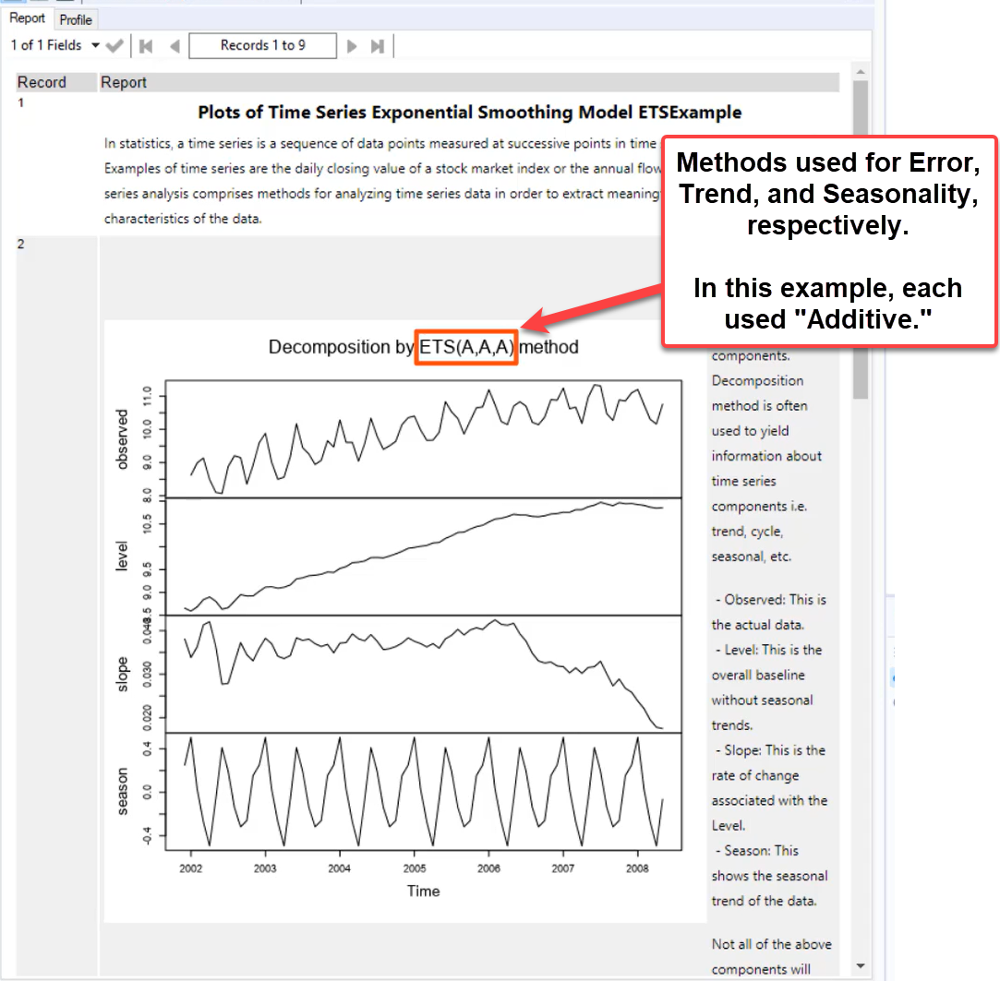 Report Profile
1 of 1 Fields Records 1 to 9
Record Report
1
Plots of Time Series Exponential Smoothing Model ETSExample
In statistics, a time series is a sequence of data points measured at successive points in time
Examples of time series are the daily closing value of a stock market index or the annual flow
series analysis comprises methods for analyzing time series data in order to extract
characteristics of the data.
Methods used for Error,
Trend, and Seasonality,
respectively.
In this example, each
used "Additive."
2
Decomposition by ETS(A,A,A) method
observed
11.0
10.0
9.0
8.0
level
10.5
9.5
9.0
slope
0.030
0.020
season
0.4
0.0
-0.4
2002 2003 2004 2005 2006 2007 2008
Time
components.
Decomposition
method is often
used to yield
information about
time series
components i.e.
trend, cycle,
seasonal, etc.
- Observed: This is
the actual data.
- Level: This is the
overall baseline
without seasonal
trends.
- Slope: This is the
rate of change
associated with the
Level.
- Season: This
shows the seasonal
trend of the data.
Not all of the above
components will